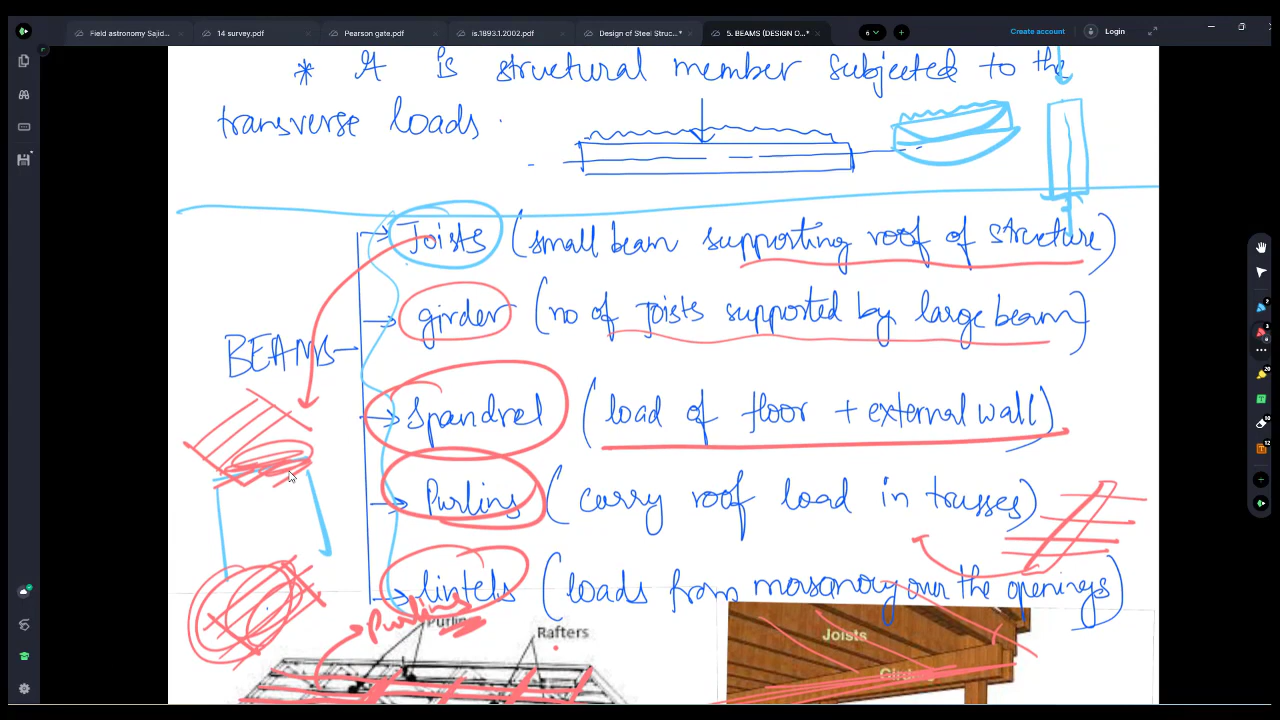 Field astronomy Sajid...
14 survey.pdf
Pearson gate.pdf
is.1893.1.2002.pdf
Design of Steel Struc...*
5. BEAMS (DESIGN O...*
6
Create account
Login
* It is structural member subjected to the
transverse loads.
Joists (small beam supporting roof of structure)
girder (no of Joists supported by large beam)
BEAMS
Spandrel (load of floor + external wall)
Purlins (carry roof load in trusses)
lintels (loads from masonary over the openings)
Purlins
Purlin
Rafters
Joists
Girder